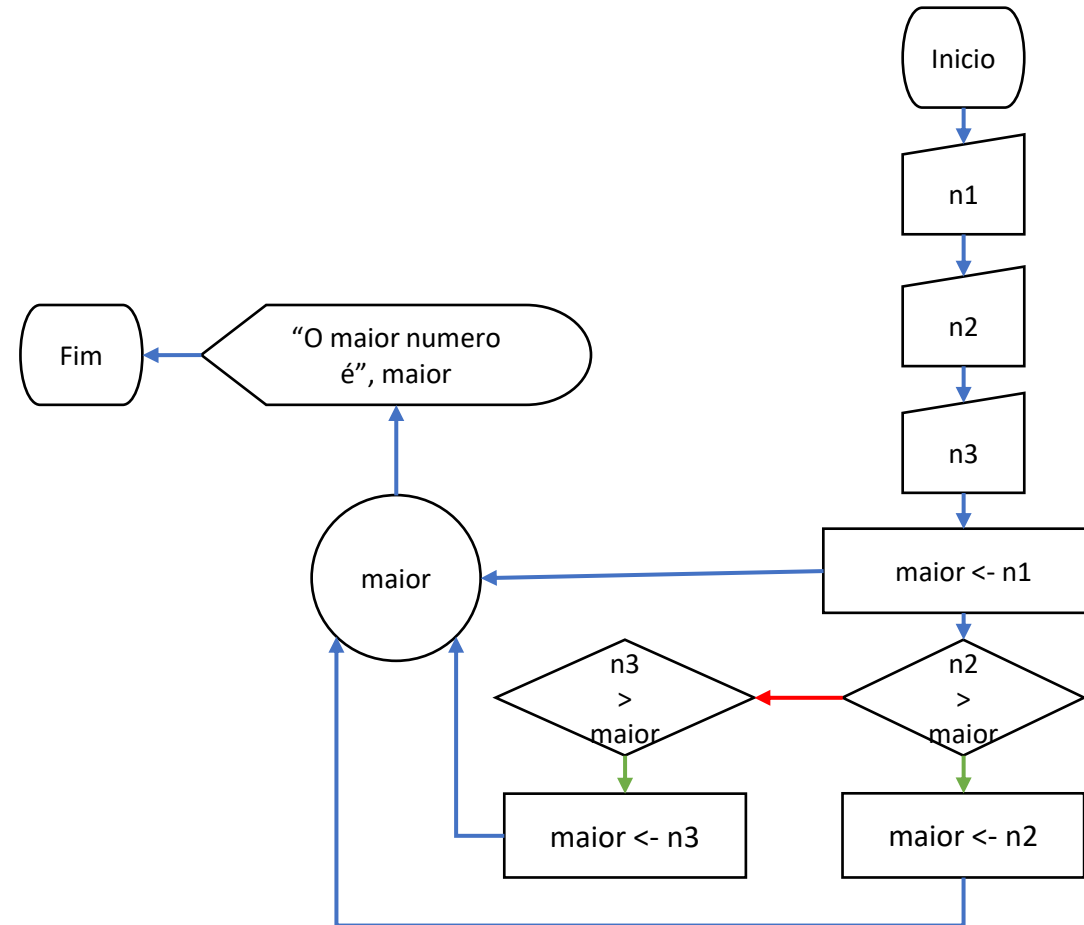 Inicio
n1
n2
n3
maior <- n1
n2
>
maior
n3
>
maior
maior <- n2
maior <- n3
maior
“O maior numero
é”, maior
Fim